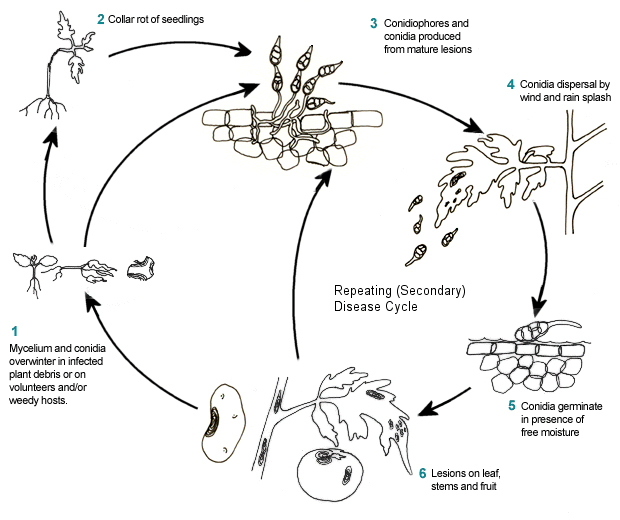 2 Collar rot of seedlings
3 Conidiophores and
conidia produced
from mature lesions
4 Conidia dispersal by
wind and rain splash
Repeating (Secondary)
Disease Cycle
1
Mycelium and conidia
overwinter in infected
plant debris or on
volunteers and/or
weedy hosts.
5 Conidia germinate
in presence of
free moisture
6 Lesions on leaf,
stems and fruit